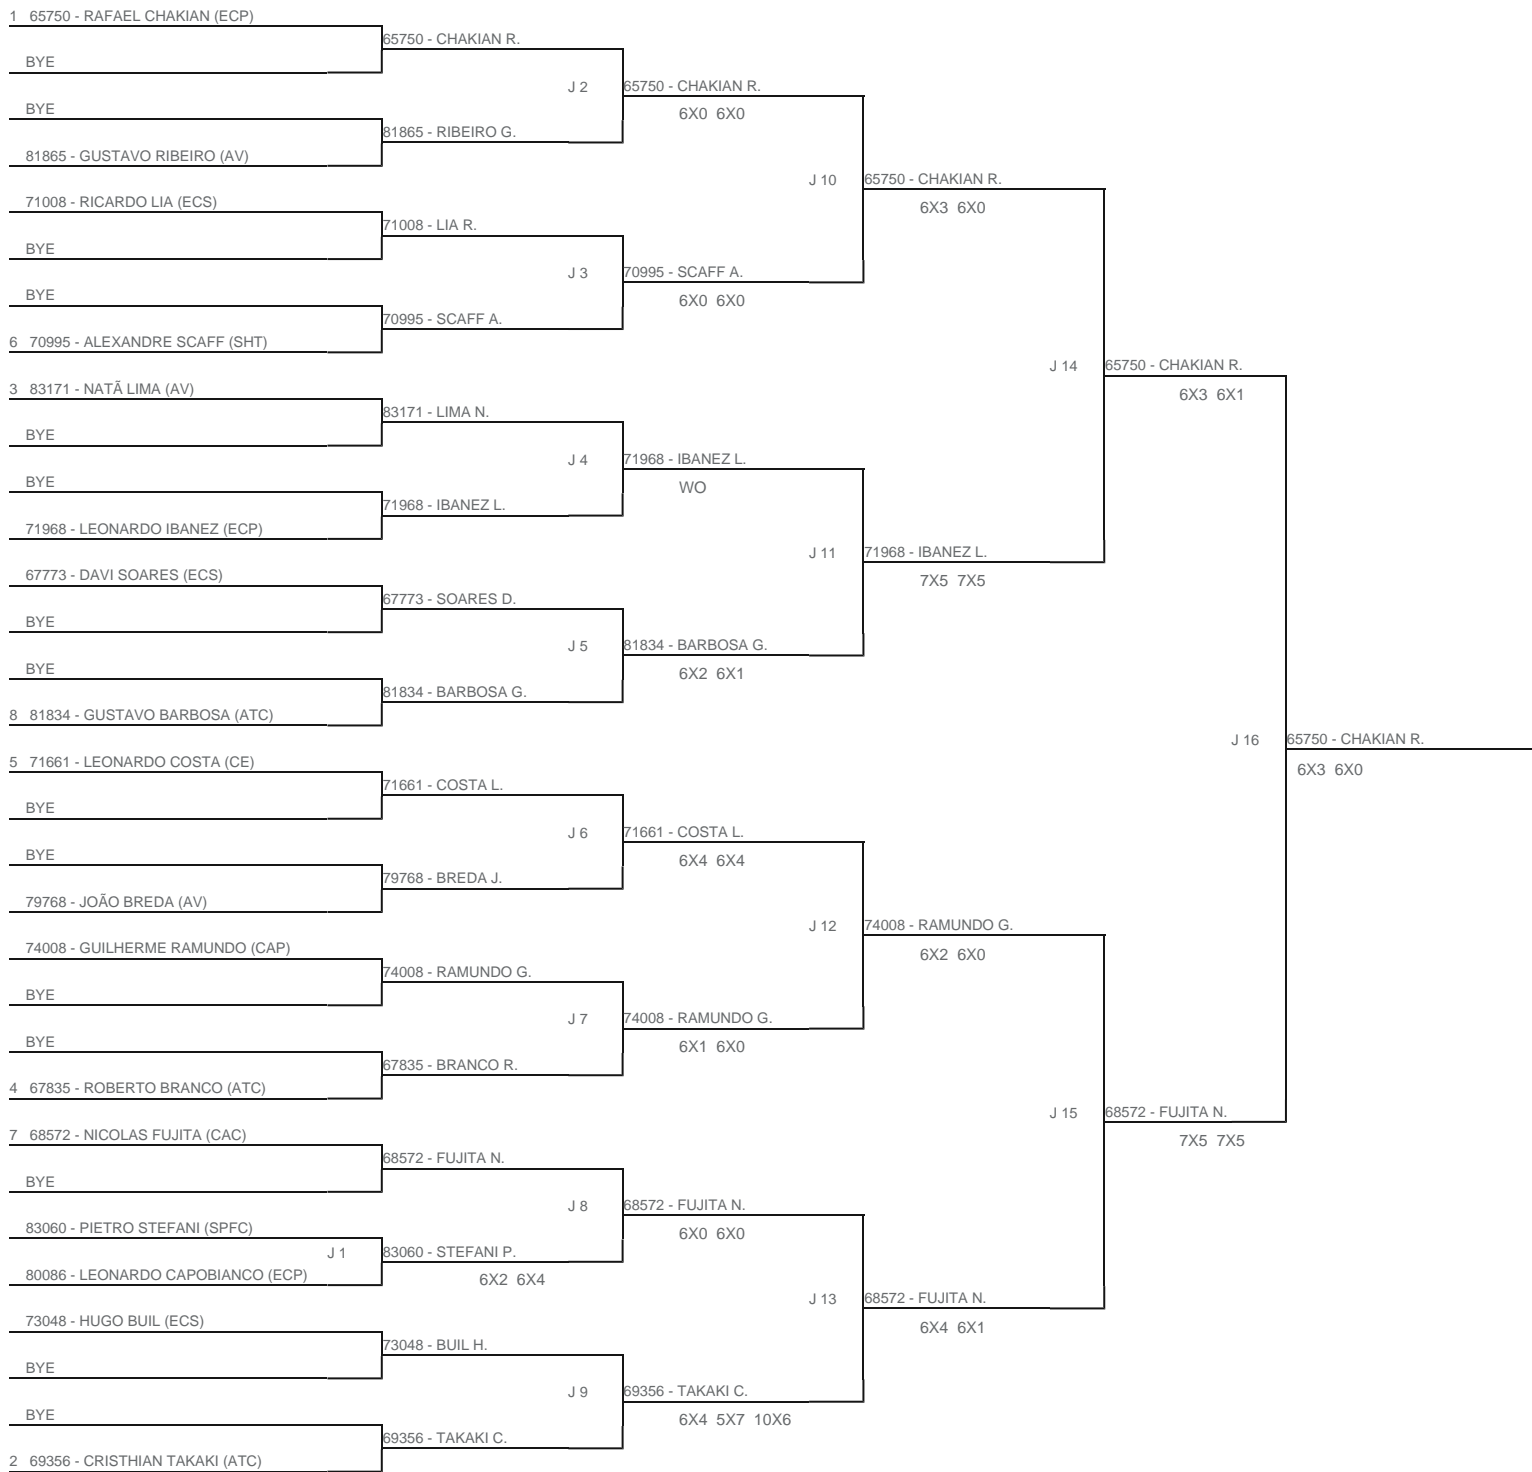 1 65750 - RAFAEL CHAKIAN (ECP)
65750 - CHAKIAN R.
BYE
J 2
65750 - CHAKIAN R.
6X0 6X0
BYE
81865 - RIBEIRO G.
81865 - GUSTAVO RIBEIRO (AV)
J 10
65750 - CHAKIAN R.
6X3 6X0
71008 - RICARDO LIA (ECS)
71008 - LIA R.
BYE
J 3
70995 - SCAFF A.
6X0 6X0
BYE
70995 - SCAFF A.
6 70995 - ALEXANDRE SCAFF (SHT)
J 14
65750 - CHAKIAN R.
6X3 6X1
3 83171 - NATÃ LIMA (AV)
83171 - LIMA N.
BYE
J 4
71968 - IBANEZ L.
WO
BYE
71968 - IBANEZ L.
71968 - LEONARDO IBANEZ (ECP)
J 11
71968 - IBANEZ L.
7X5 7X5
67773 - DAVI SOARES (ECS)
67773 - SOARES D.
BYE
J 5
81834 - BARBOSA G.
6X2 6X1
BYE
81834 - BARBOSA G.
8 81834 - GUSTAVO BARBOSA (ATC)
J 16
65750 - CHAKIAN R.
6X3 6X0
5 71661 - LEONARDO COSTA (CE)
71661 - COSTA L.
BYE
J 6
71661 - COSTA L.
6X4 6X4
BYE
79768 - BREDA J.
79768 - JOÃO BREDA (AV)
J 12
74008 - RAMUNDO G.
6X2 6X0
74008 - GUILHERME RAMUNDO (CAP)
74008 - RAMUNDO G.
BYE
J 7
74008 - RAMUNDO G.
6X1 6X0
BYE
67835 - BRANCO R.
4 67835 - ROBERTO BRANCO (ATC)
J 15
68572 - FUJITA N.
7X5 7X5
7 68572 - NICOLAS FUJITA (CAC)
68572 - FUJITA N.
BYE
J 8
68572 - FUJITA N.
6X0 6X0
83060 - PIETRO STEFANI (SPFC)
J 1
83060 - STEFANI P.
6X2 6X4
80086 - LEONARDO CAPOBIANCO (ECP)
J 13
68572 - FUJITA N.
6X4 6X1
73048 - HUGO BUIL (ECS)
73048 - BUIL H.
BYE
J 9
69356 - TAKAKI C.
6X4 5X7 10X6
BYE
69356 - TAKAKI C.
2 69356 - CRISTHIAN TAKAKI (ATC)